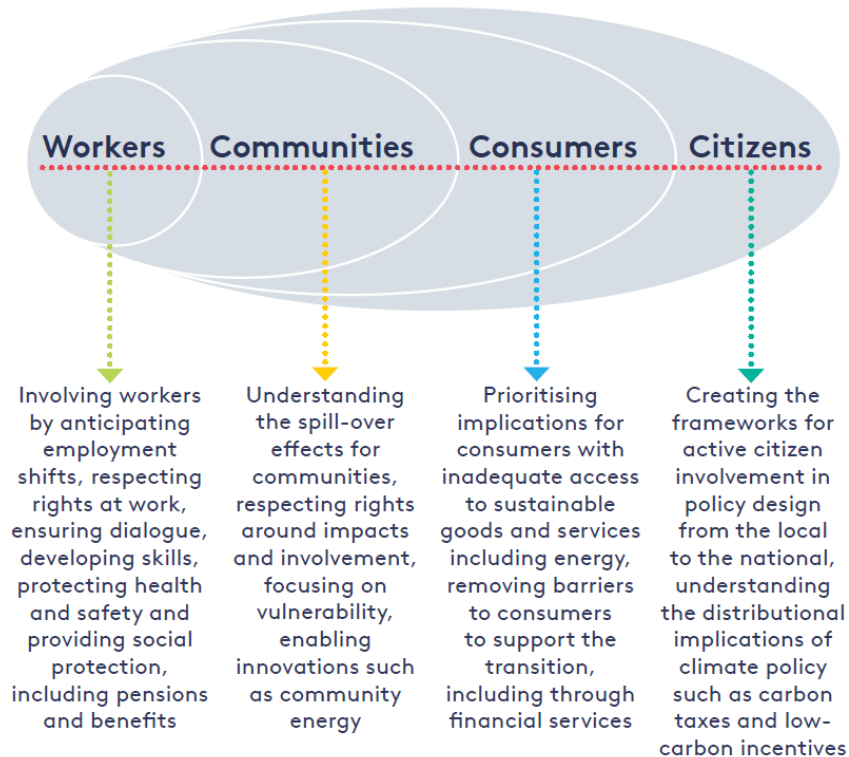 Workers
Communities
Consumers
Citizens
Involving workers
by anticipating
employment
shifts, respecting
rights at work,
ensuring dialogue,
developing skills,
protecting health
and safety and
providing social
protection,
including pensions
and benefits
Understanding
the spill-over
effects for
communities,
respecting rights
around impacts
and involvement,
focusing on
vulnerability,
enabling
innovations such
as community
energy
Prioritising
implications for
consumers with
inadequate access
to sustainable
goods and services
including energy,
removing barriers
to consumers
to support the
transition,
including through
financial services
Creating the
frameworks for
active citizen
involvement in
policy design
from the local
to the national,
understanding
the distributional
implications of
climate policy
such as carbon
taxes and low-
carbon incentives